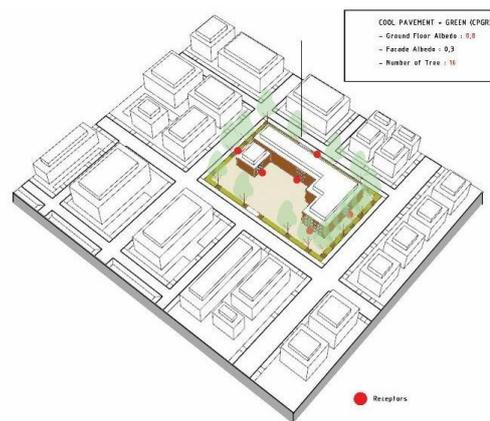 COOL PAVEMENT + GREEN (CPGR)
- Ground Floor Albedo : 0,8
- Facade Albedo : 0,3
- Number of Tree : 16
Receptors